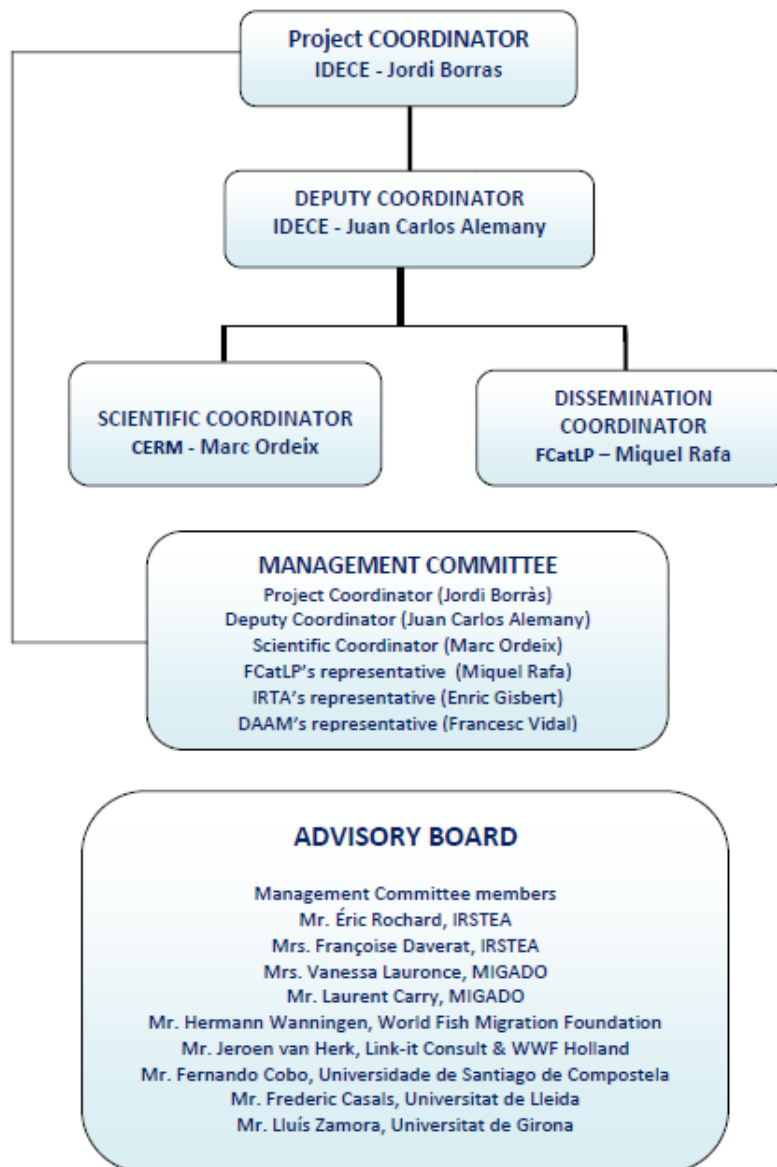 Project COORDINATOR
IDECE - Jordi Borras
DEPUTY COORDINATOR
IDECE - Juan Carlos Alemany
SCIENTIFIC COORDINATOR
CERM - Marc Ordeix
DISSEMINATION
COORDINATOR
FCatLP – Miquel Rafa
MANAGEMENT COMMITTEE
Project Coordinator (Jordi Borràs)
Deputy Coordinator (Juan Carlos Alemany)
Scientific Coordinator (Marc Ordeix)
FCatLP's representative (Miquel Rafa)
IRTA's representative (Enric Gisbert)
DAAM's representative (Francesc Vidal)
ADVISORY BOARD
Management Committee members
Mr. Éric Rochard, IRSTEA
Mrs. Françoise Daverat, IRSTEA
Mrs. Vanessa Lauronce, MIGADO
Mr. Laurent Carry, MIGADO
Mr. Hermann Wanningen, World Fish Migration Foundation
Mr. Jeroen van Herk, Link-it Consult & WWF Holland
Mr. Fernando Cobo, Universidade de Santiago de Compostela
Mr. Frederic Casals, Universitat de Lleida
Mr. Lluís Zamora, Universitat de Girona